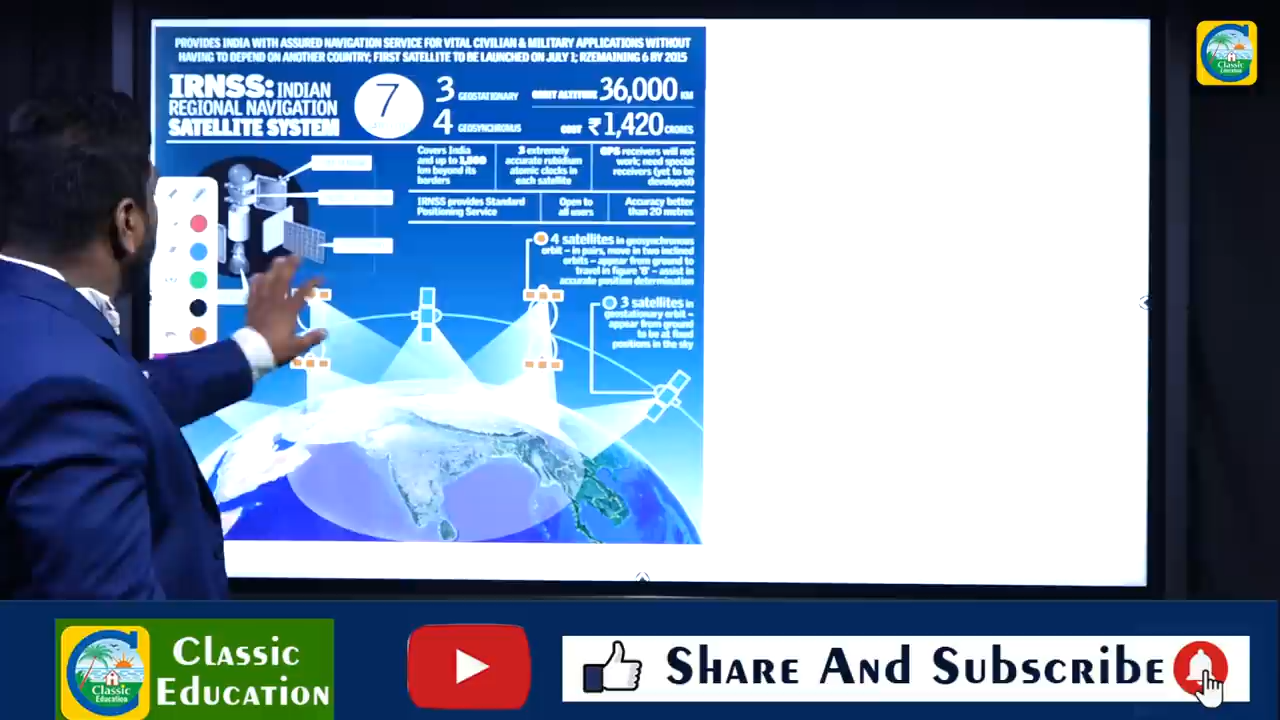 PROVIDES INDIA WITH ASSURED NAVIGATION SERVICE FOR VITAL CIVILIAN & MILITARY APPLICATIONS WITHOUT
HAVING TO DEPEND ON ANOTHER COUNTRY; FIRST SATELLITE TO BE LAUNCHED ON JULY 1; REMAINING 6 BY 2015
IRNSS: INDIAN
REGIONAL NAVIGATION
SATELLITE SYSTEM
7
3 GEOSTATIONARY
4 GEOSYNCHRONUS
ORBIT ALTITUDE 36,000 KM
COST ₹1,420 CRORES
Covers India
and up to 1,500
km beyond its
borders
3 extremely
accurate rubidium
atomic clocks in
each satellite
GPS receivers will not
work; need special
receivers (yet to be
developed)
IRNSS provides Standard
Positioning Service
Open to
all users
Accuracy better
than 20 metres
4 satellites in geosynchronous
orbit - in pairs, move in two inclined
orbits - appear from ground to
travel in figure '8' - assist in
accurate position determination
3 satellites in
geostationary orbit -
appear from ground
to be at fixed
positions in the sky
Classic
Education
Classic
Education
Classic
Education
Share And Subscribe